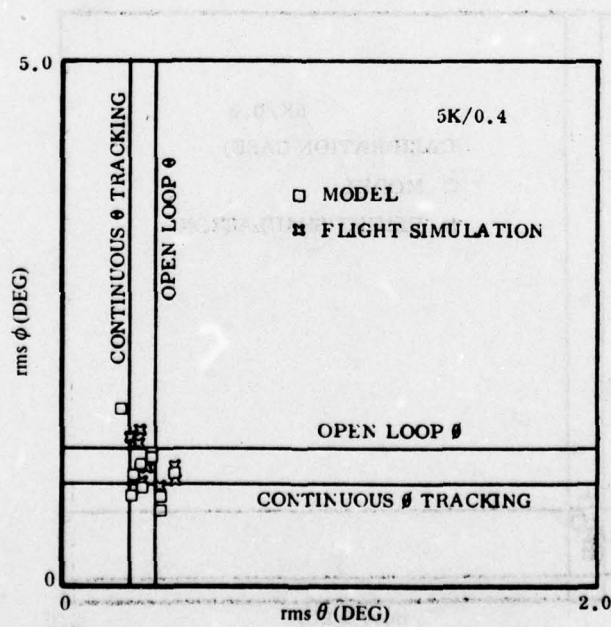 5.0
5K/0.4
MODEL
FLIGHT SIMULATION
CONTINUOUS θ TRACKING
OPEN LOOP θ
rms ϕ (DEG)
OPEN LOOP ϕ
CONTINUOUS ϕ TRACKING
0
0
2.0
rms θ (DEG)